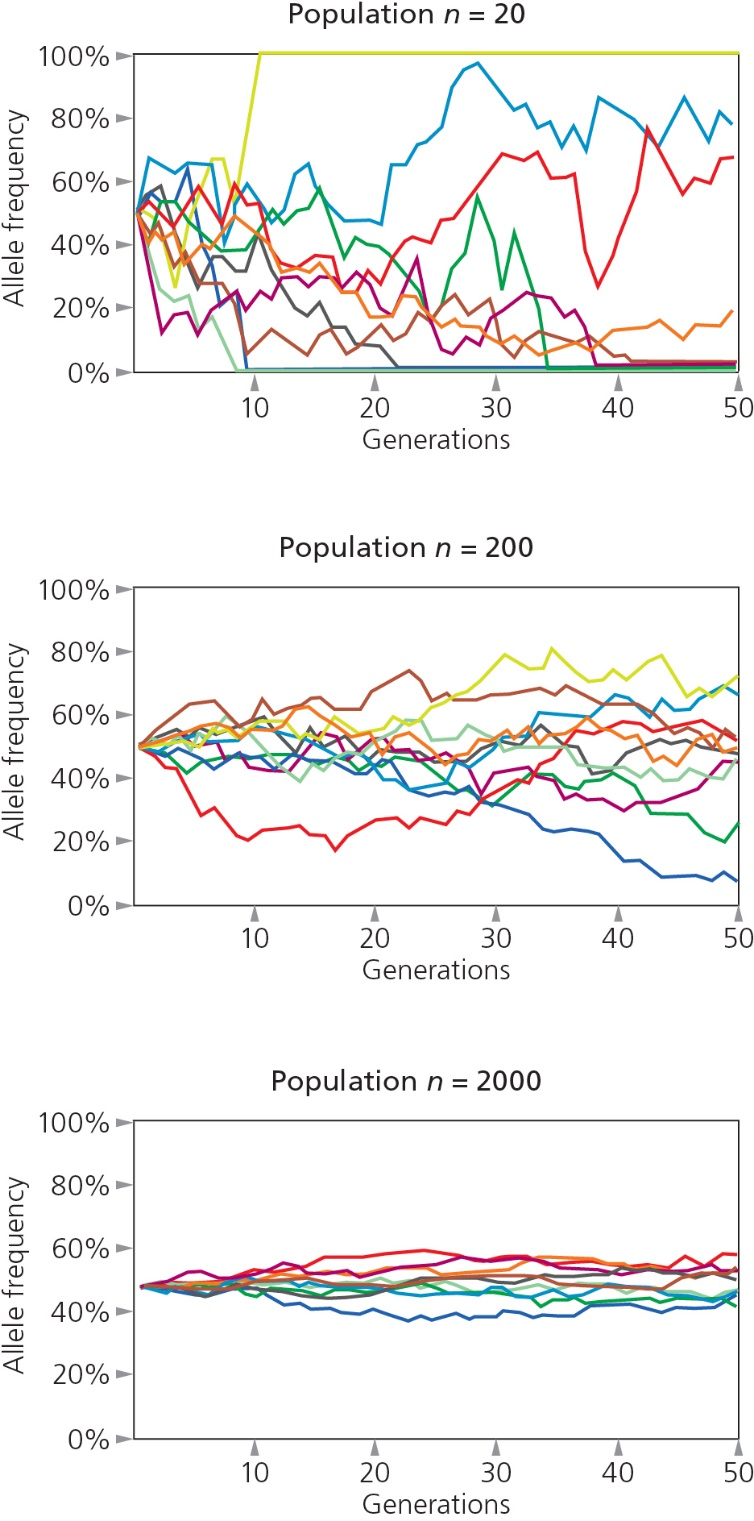 Population n = 20
100%
80%
60%
40%
20%
0%
Allele frequency
10 20 30 40 50
Generations
Population n = 200
100%
80%
60%
40%
20%
0%
Allele frequency
10 20 30 40 50
Generations
Population n = 2000
100%
80%
60%
40%
20%
0%
Allele frequency
10 20 30 40 50
Generations